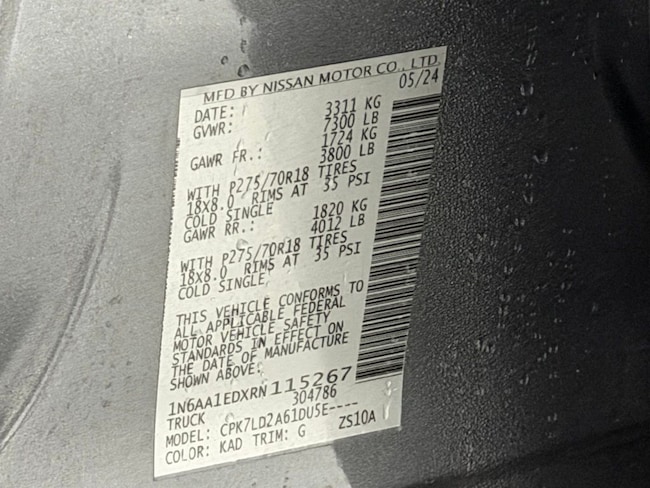 MFD BY NISSAN MOTOR CO., LTD.
DATE: 05/24
GVWR: 3311 KG
7300 LB
GAWR FR.: 1724 KG
3800 LB
WITH P275/70R18 TIRES
18X8.0 RIMS AT 35 PSI
COLD SINGLE
GAWR RR.: 1820 KG
4012 LB
WITH P275/70R18 TIRES
18X8.0 RIMS AT 35 PSI
COLD SINGLE
THIS VEHICLE CONFORMS TO
ALL APPLICABLE FEDERAL
MOTOR VEHICLE SAFETY
STANDARDS IN EFFECT ON
THE DATE OF MANUFACTURE
SHOWN ABOVE:
1N6AA1EDXRN115267
TRUCK 304786
MODEL: CPK7LD2A61DU5E----
COLOR: KAD TRIM: G ZS10A